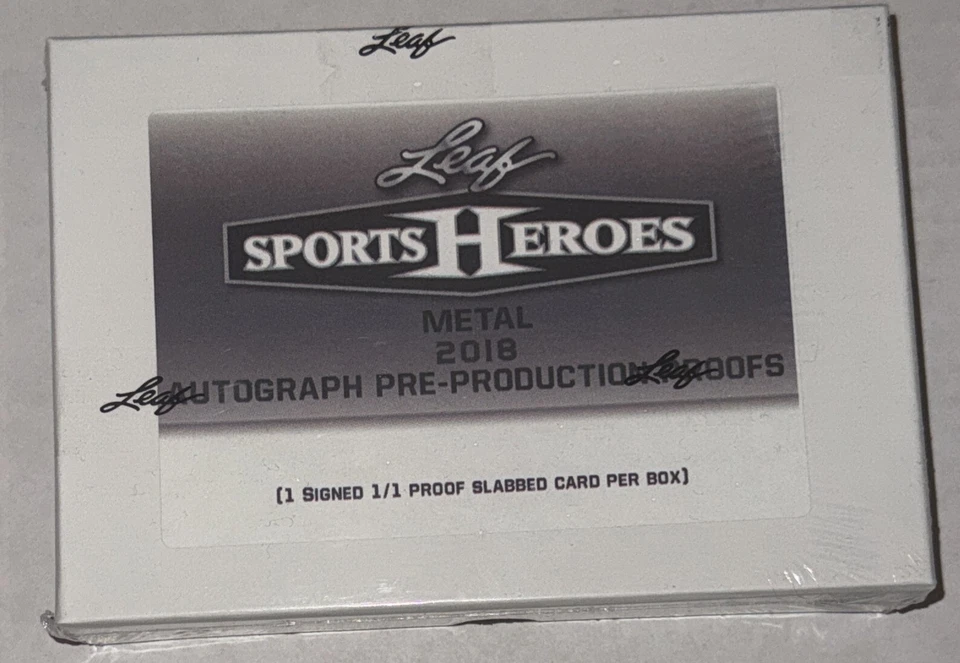 Leaf
Leaf
SPORTS HEROES
METAL
2018
AUTOGRAPH PRE-PRODUCTION PROOFS
Leaf
Leaf
(1 SIGNED 1/1 PROOF SLABBED CARD PER BOX)